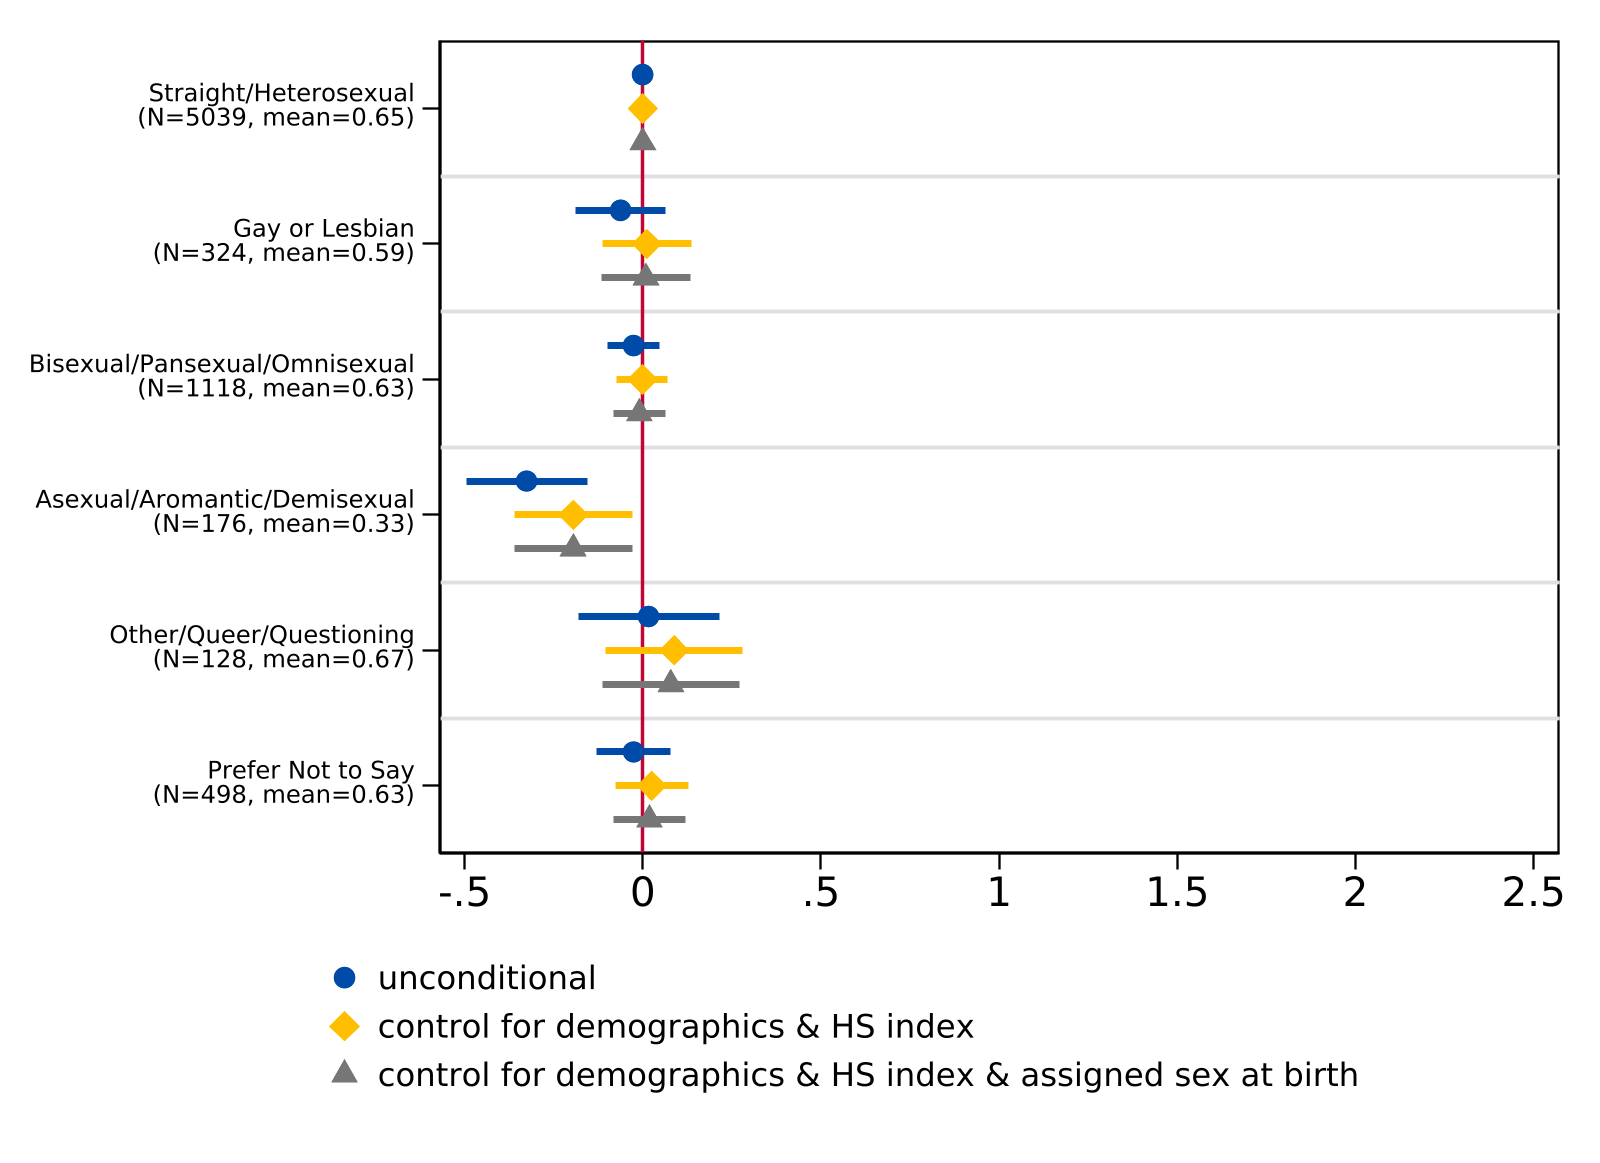 Straight/Heterosexual
(N=5039, mean=0.65)
Gay or Lesbian
(N=324, mean=0.59)
Bisexual/Pansexual/Omnisexual
(N=1118, mean=0.63)
Asexual/Aromantic/Demisexual
(N=176, mean=0.33)
Other/Queer/Questioning
(N=128, mean=0.67)
Prefer Not to Say
(N=498, mean=0.63)
-.5 0 .5 1 1.5 2 2.5
unconditional
control for demographics & HS index
control for demographics & HS index & assigned sex at birth